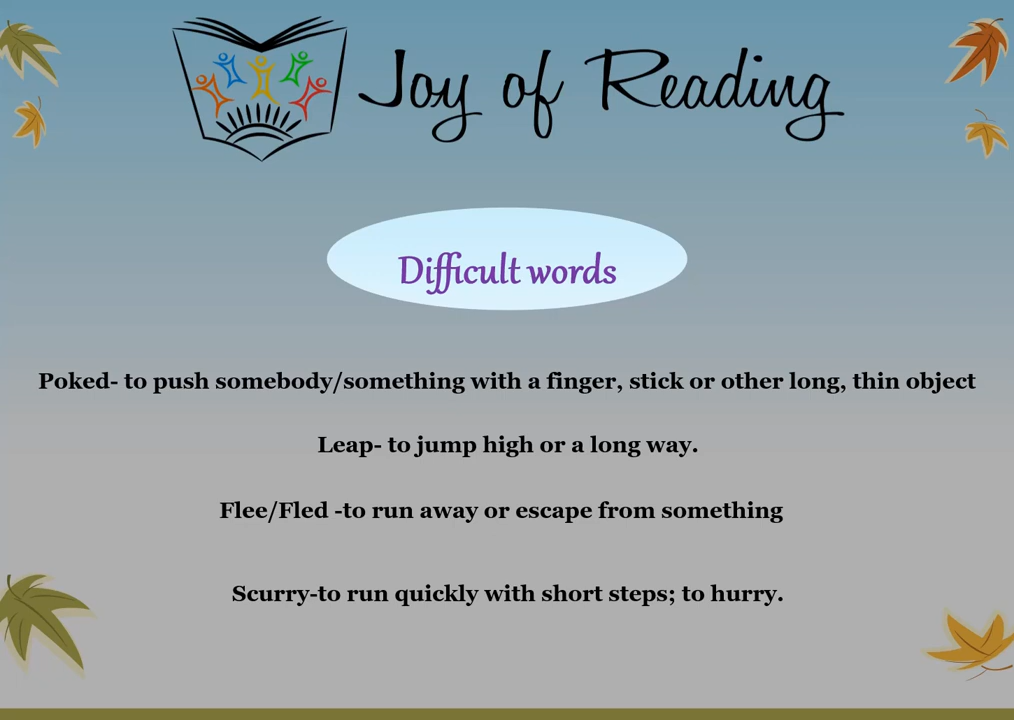 Joy of Reading
Difficult words
Poked- to push somebody/something with a finger, stick or other long, thin object
Leap- to jump high or a long way.
Flee/Fled -to run away or escape from something
Scurry-to run quickly with short steps; to hurry.